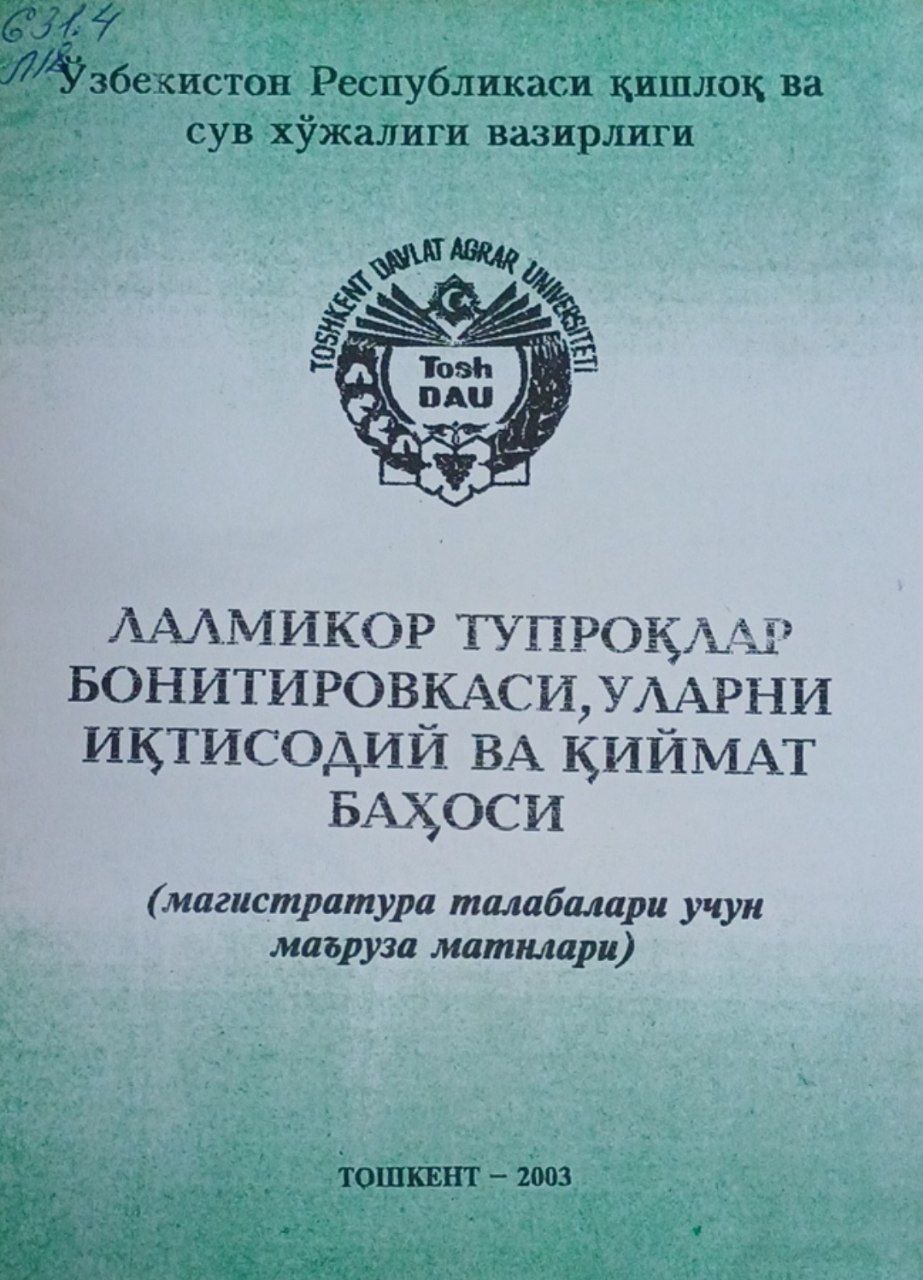 631.4
Л12
Ўзбекистон Республикаси қишлоқ ва
сув хўжалиги вазирлиги
TOSHKENT DAVLAT AGRAR UNIVERSITETI
Tosh
DAU
ЛАЛМИКОР ТУПРОҚЛАР
БОНИТИРОВКАСИ, УЛАРНИ
ИҚТИСОДИЙ ВА ҚИЙМАТ
БАҲОСИ
(магистратура талабалари учун
маъруза матнлари)
ТОШКЕНТ – 2003